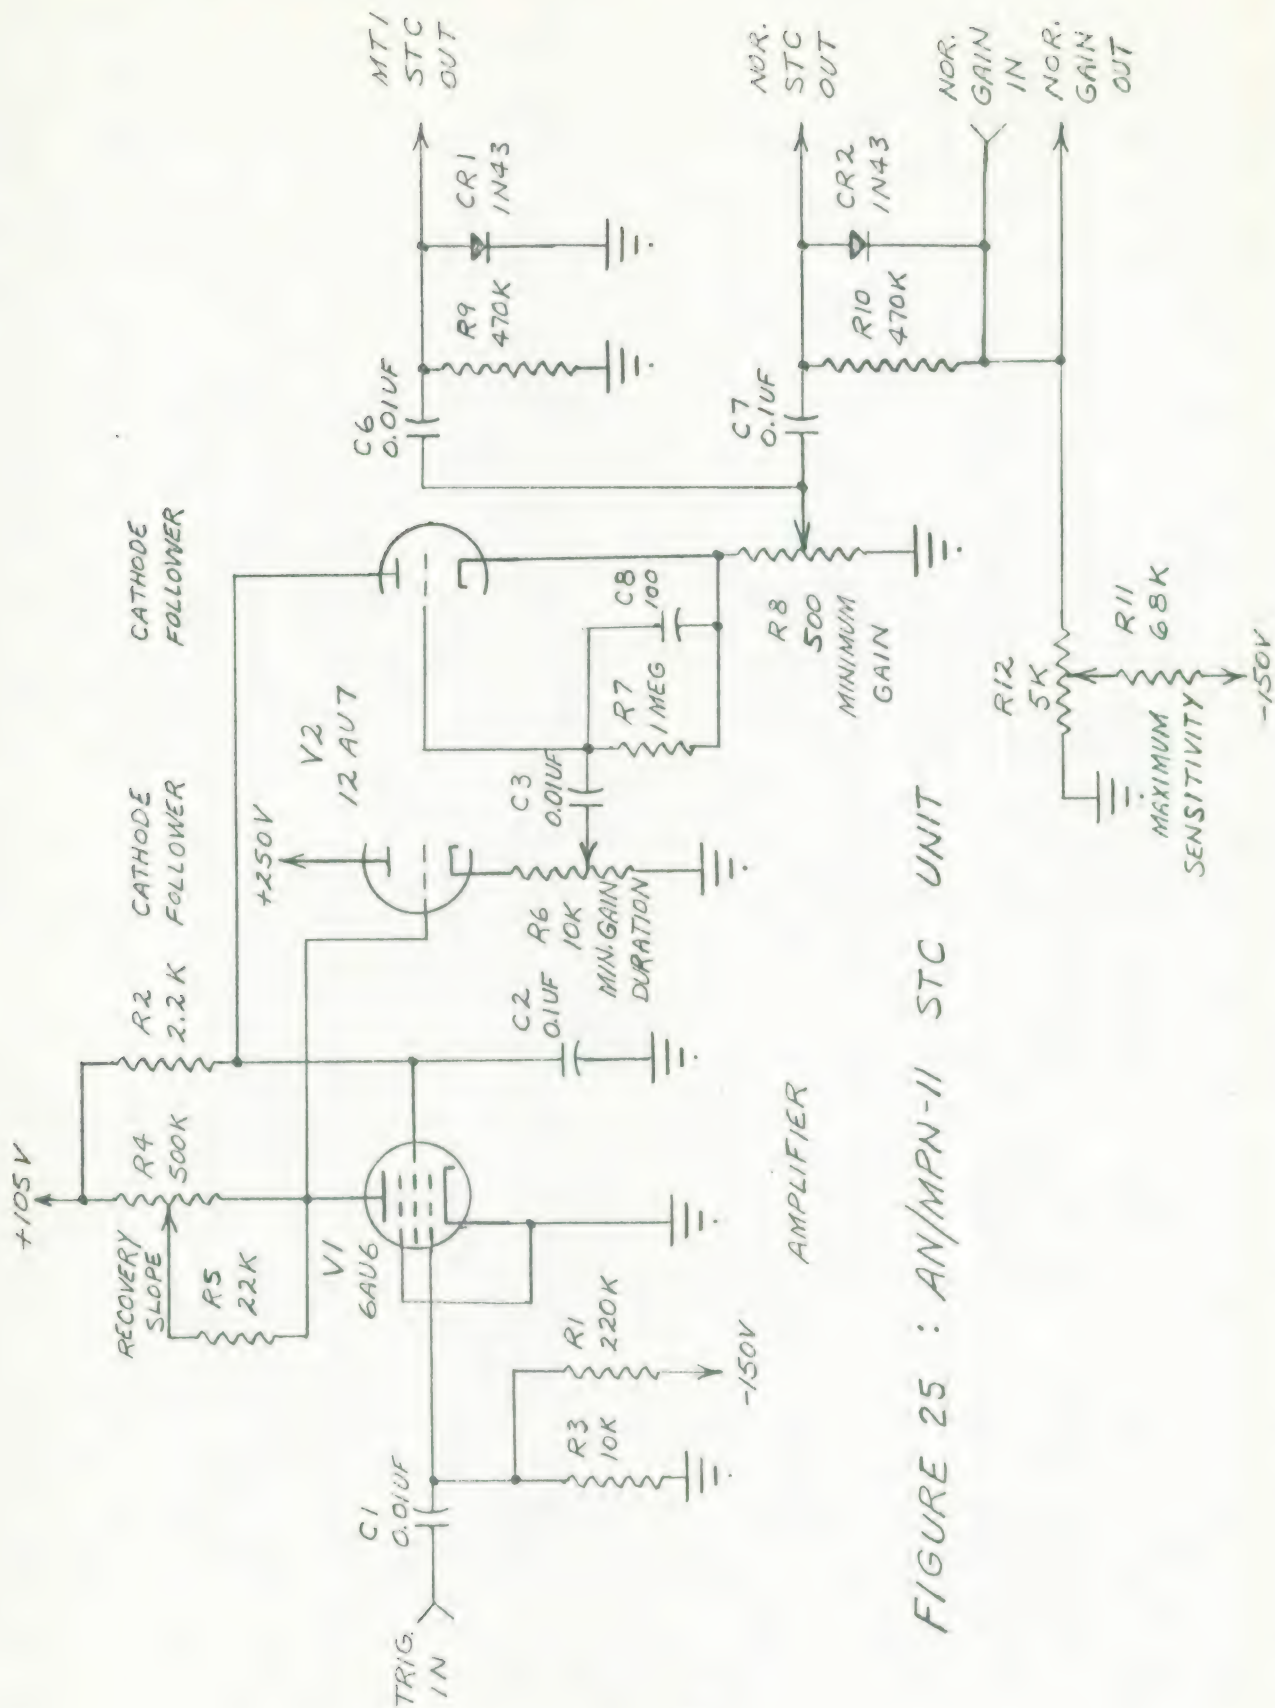 +105V
RECOVERY
SLOPE
R4
500K
R5
22K
R2
2.2K
CATHODE
FOLLOWER
CATHODE
FOLLOWER
+250V
V2
12AU7
V1
6AU6
TRIG.
IN
C1
0.01UF
R3
10K
R1
220K
-150V
C2
0.1UF
R6
10K
MIN.GAIN
DURATION
C3
0.01UF
R7
1MEG
C8
100
R8
500
MINIMUM
GAIN
C6
0.01UF
R9
470K
CR1
1N43
MTI
STC
OUT
C7
0.1UF
R10
470K
CR2
1N43
NOR.
STC
OUT
NOR.
GAIN
IN
NOR.
GAIN
OUT
R12
5K
R11
68K
MAXIMUM
SENSITIVITY
-150V
AMPLIFIER
FIGURE 25 : AN/MPN-11 STC UNIT